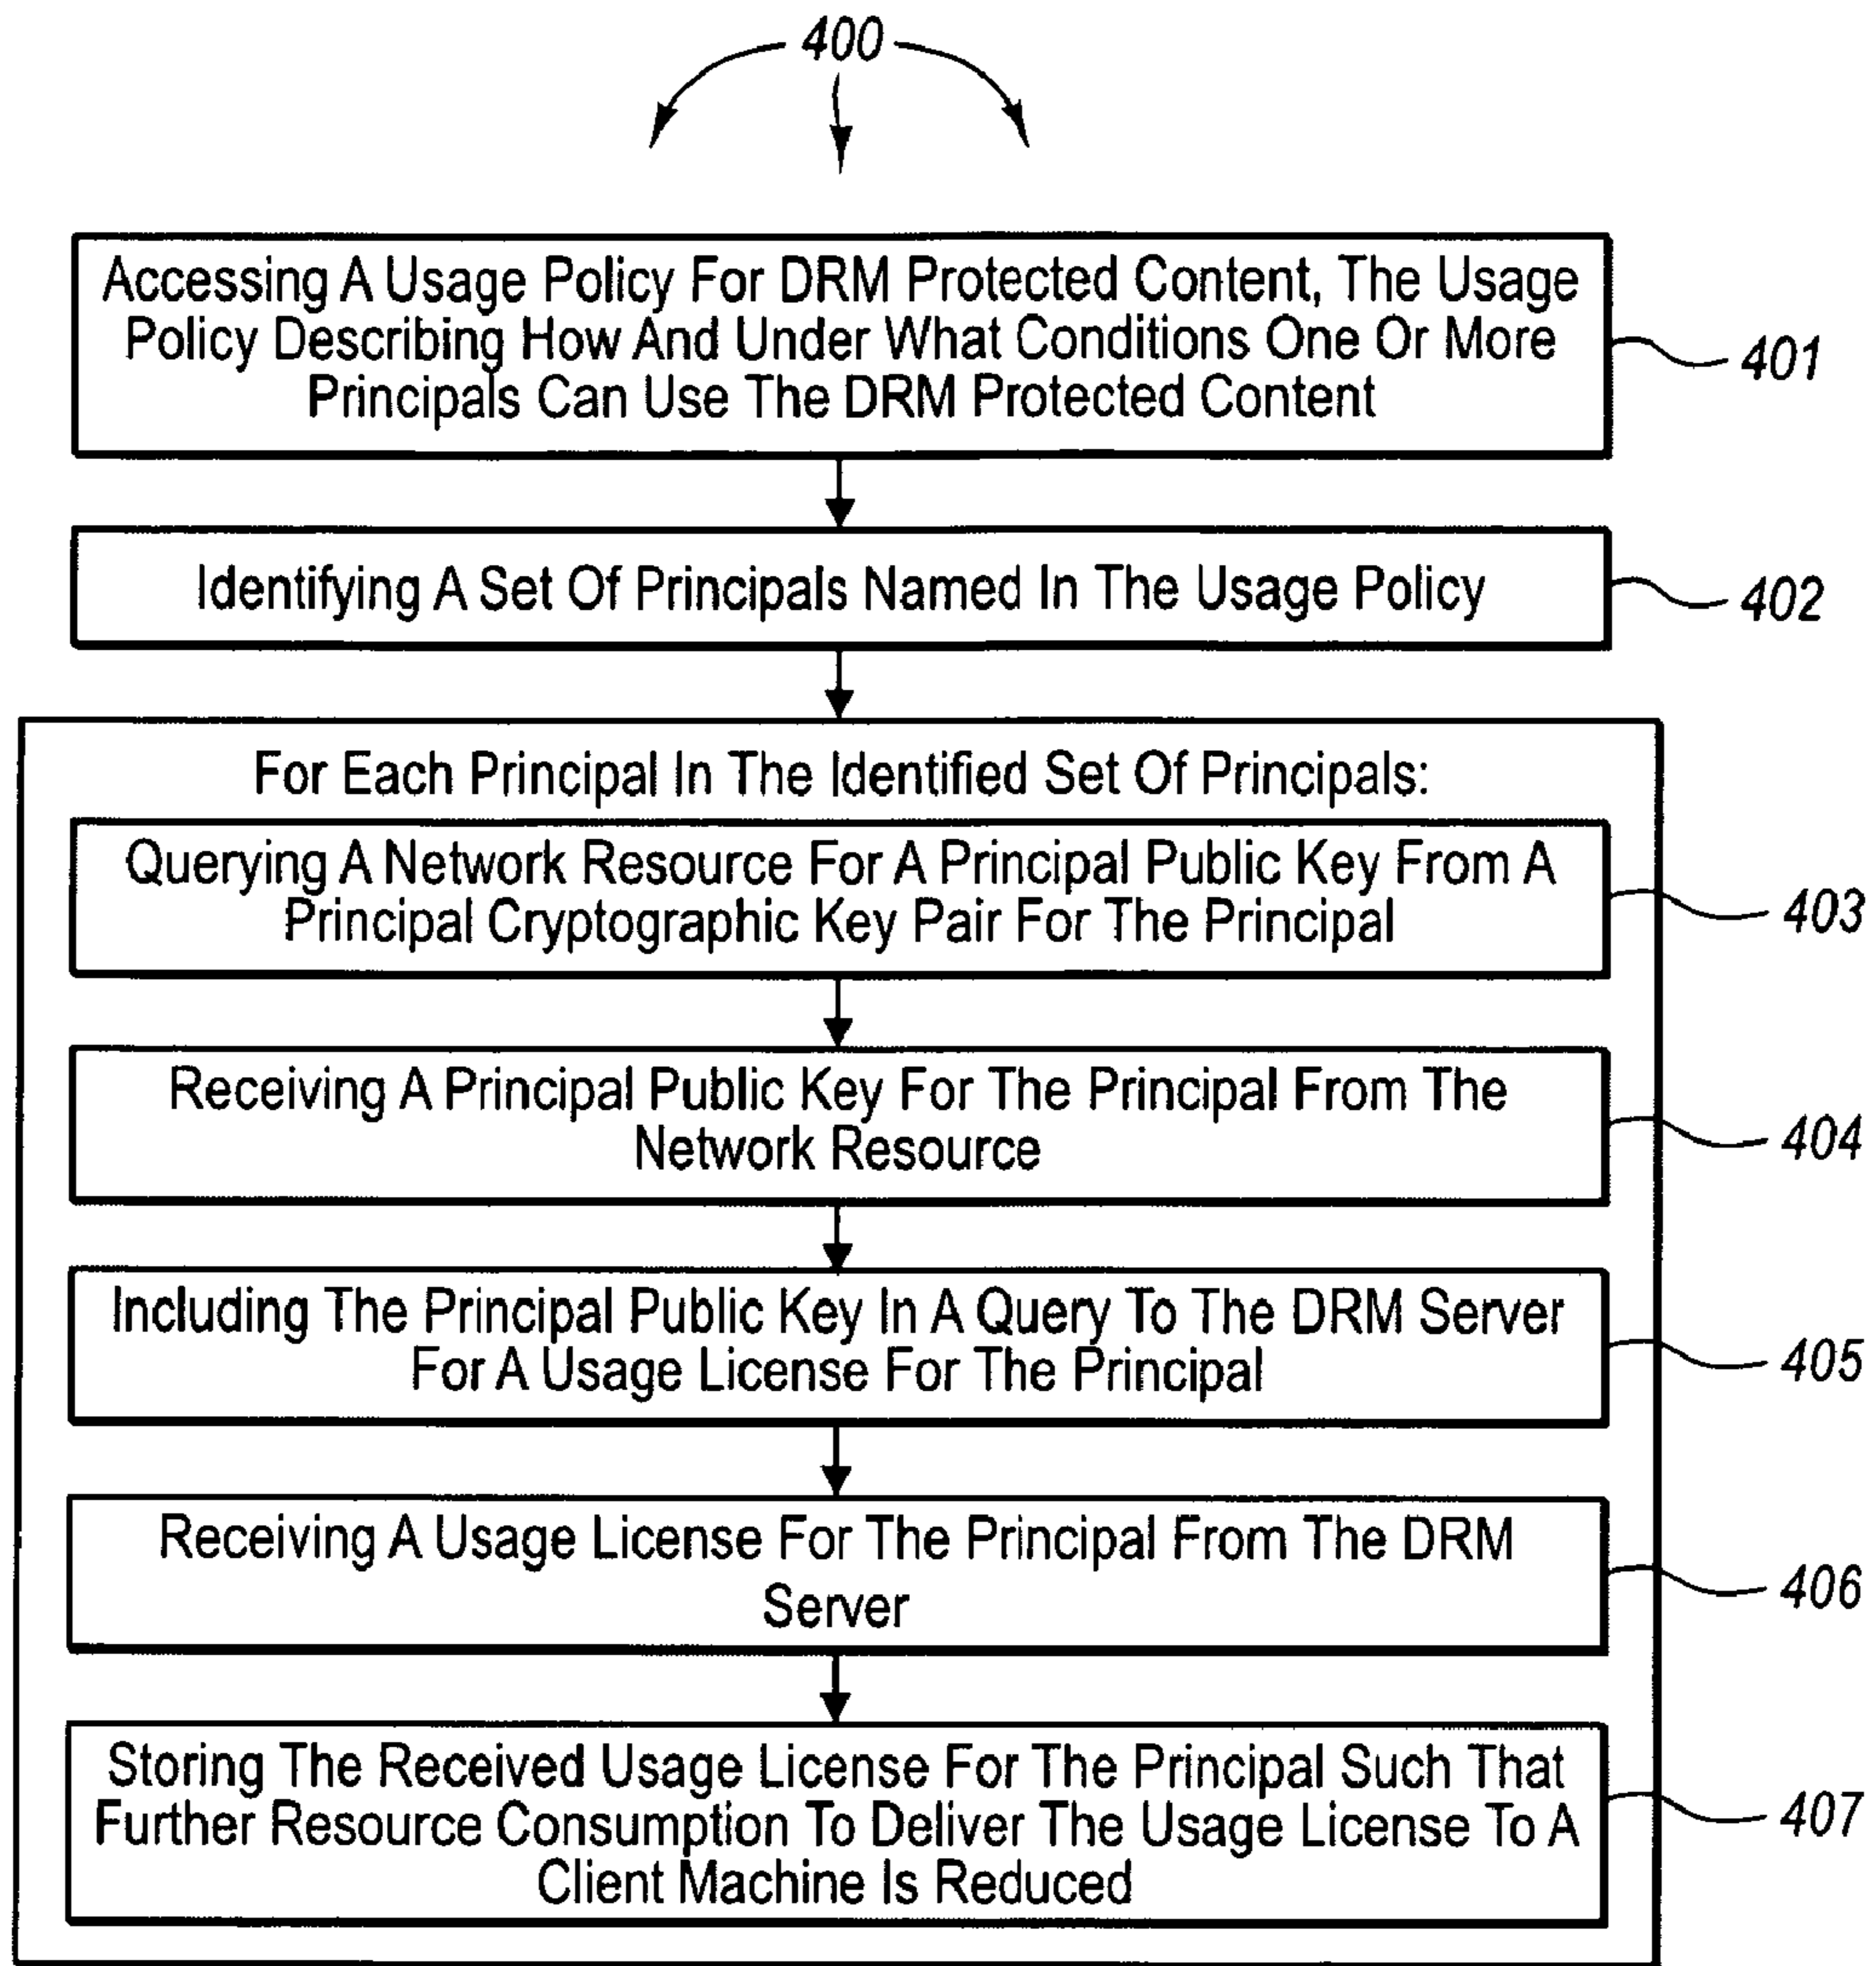 400
Accessing A Usage Policy For DRM Protected Content, The Usage
Policy Describing How And Under What Conditions One Or More
Principals Can Use The DRM Protected Content
401
Identifying A Set Of Principals Named In The Usage Policy
402
For Each Principal In The Identified Set Of Principals:
Querying A Network Resource For A Principal Public Key From A
Principal Cryptographic Key Pair For The Principal
403
Receiving A Principal Public Key For The Principal From The
Network Resource
404
Including The Principal Public Key In A Query To The DRM Server
For A Usage License For The Principal
405
Receiving A Usage License For The Principal From The DRM
Server
406
Storing The Received Usage License For The Principal Such That
Further Resource Consumption To Deliver The Usage License To A
Client Machine Is Reduced
407